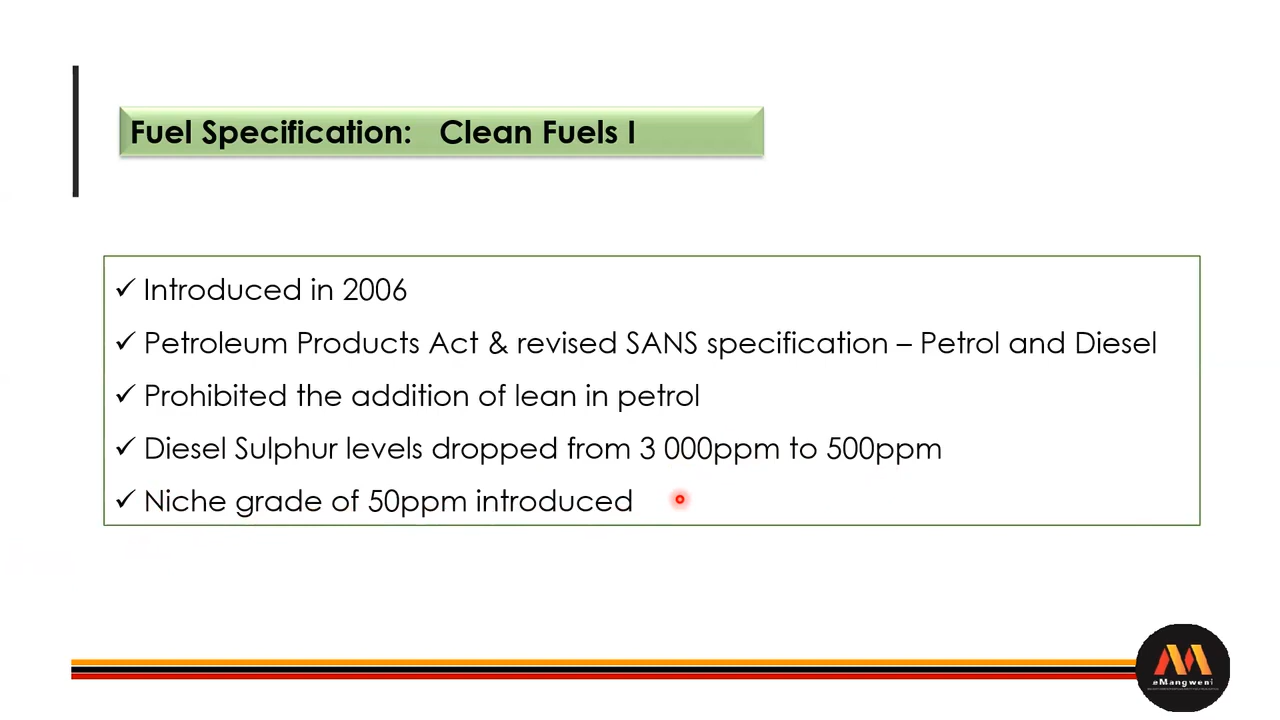 Fuel Specification: Clean Fuels I
✓ Introduced in 2006
✓ Petroleum Products Act & revised SANS specification – Petrol and Diesel
✓ Prohibited the addition of lean in petrol
✓ Diesel Sulphur levels dropped from 3 000ppm to 500ppm
✓ Niche grade of 50ppm introduced
eMangweni